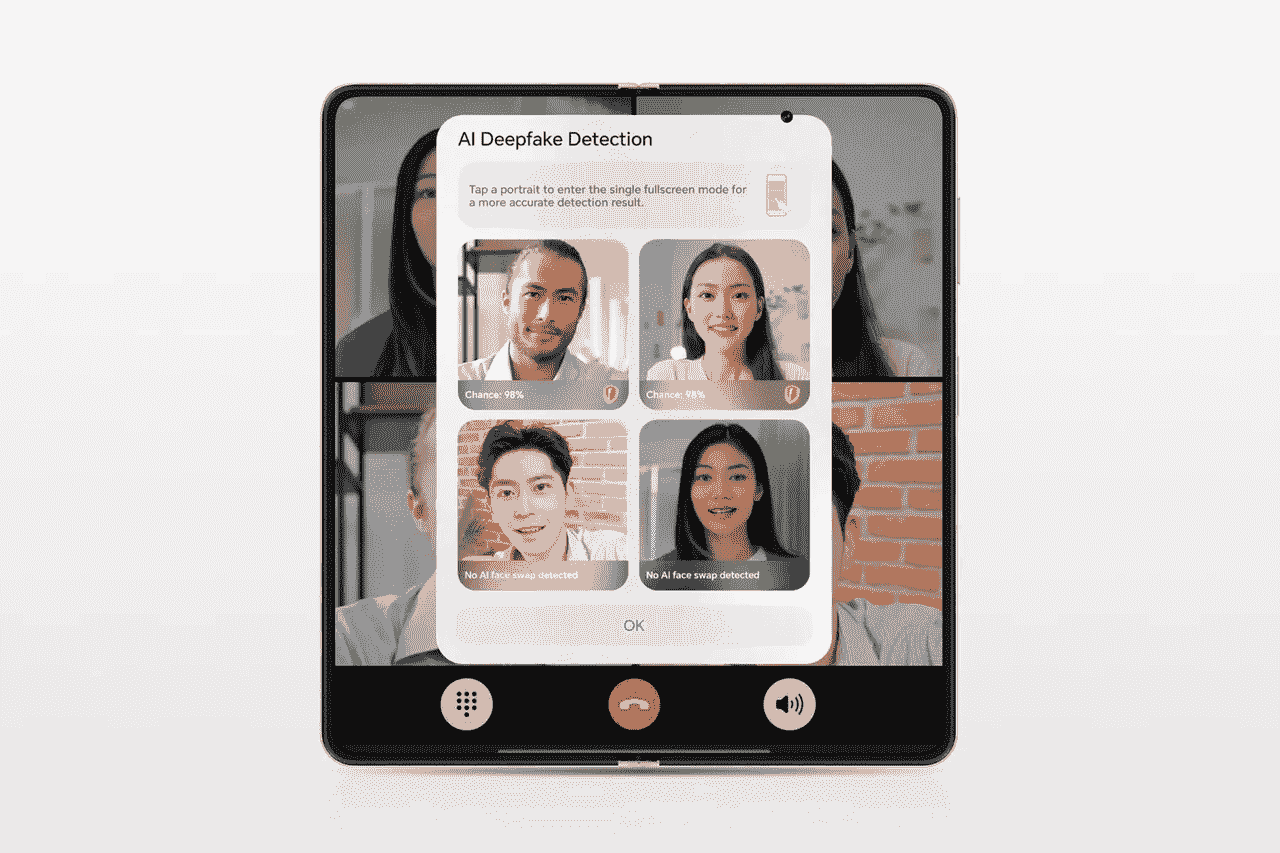 AI Deepfake Detection
Tap a portrait to enter the single fullscreen mode for
a more accurate detection result.
Chance: 98%
Chance: 98%
No AI face swap detected
No AI face swap detected
OK